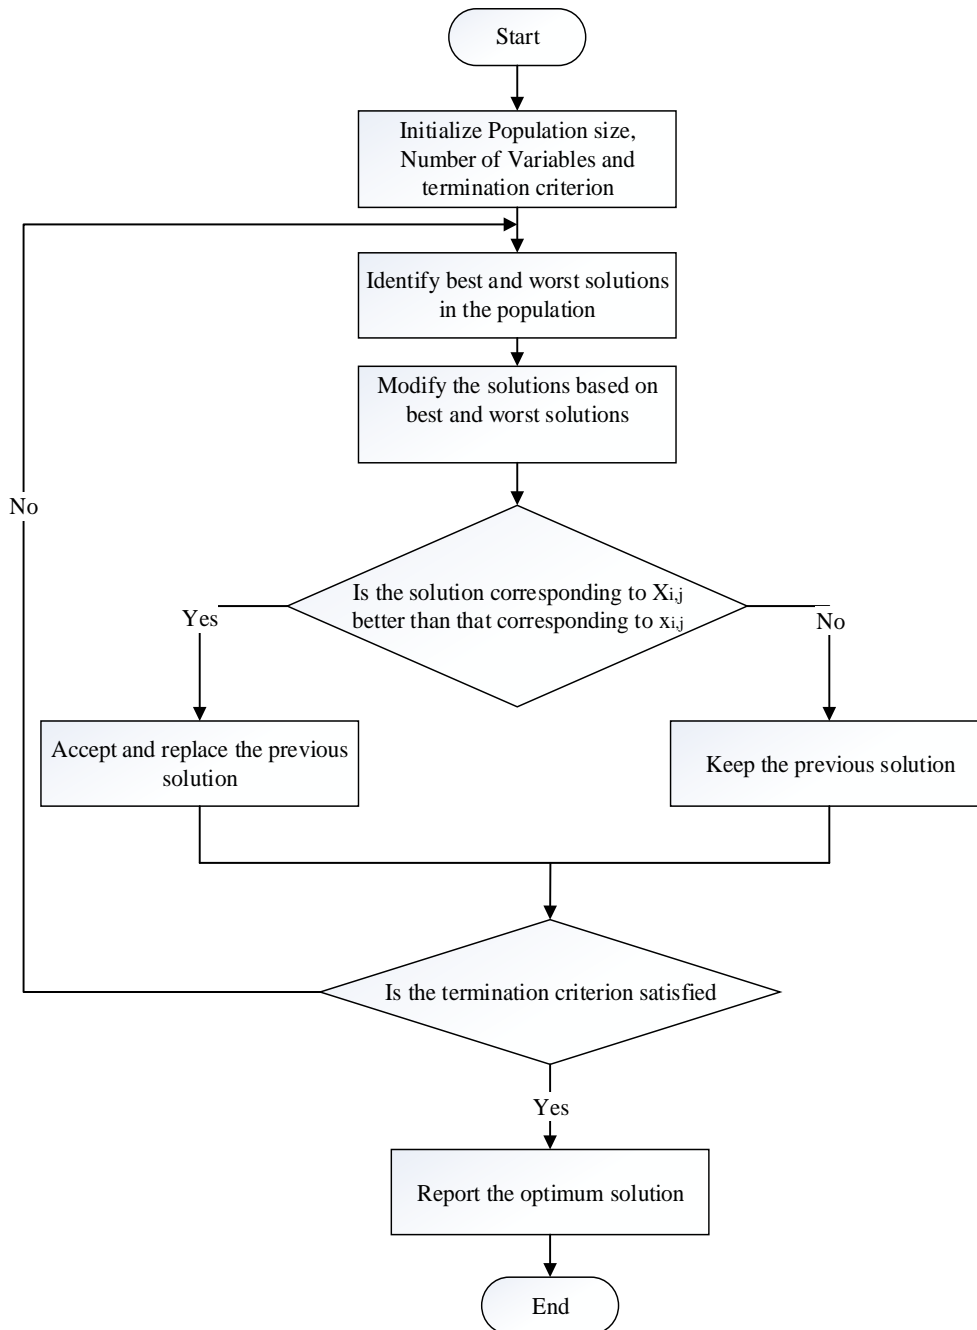 Start
Initialize Population size,
Number of Variables and
termination criterion
Identify best and worst solutions
in the population
Modify the solutions based on
best and worst solutions
No
Is the solution corresponding to Xi,j
better than that corresponding to xi,j
Yes
No
Accept and replace the previous
solution
Keep the previous solution
Is the termination criterion satisfied
Yes
Report the optimum solution
End